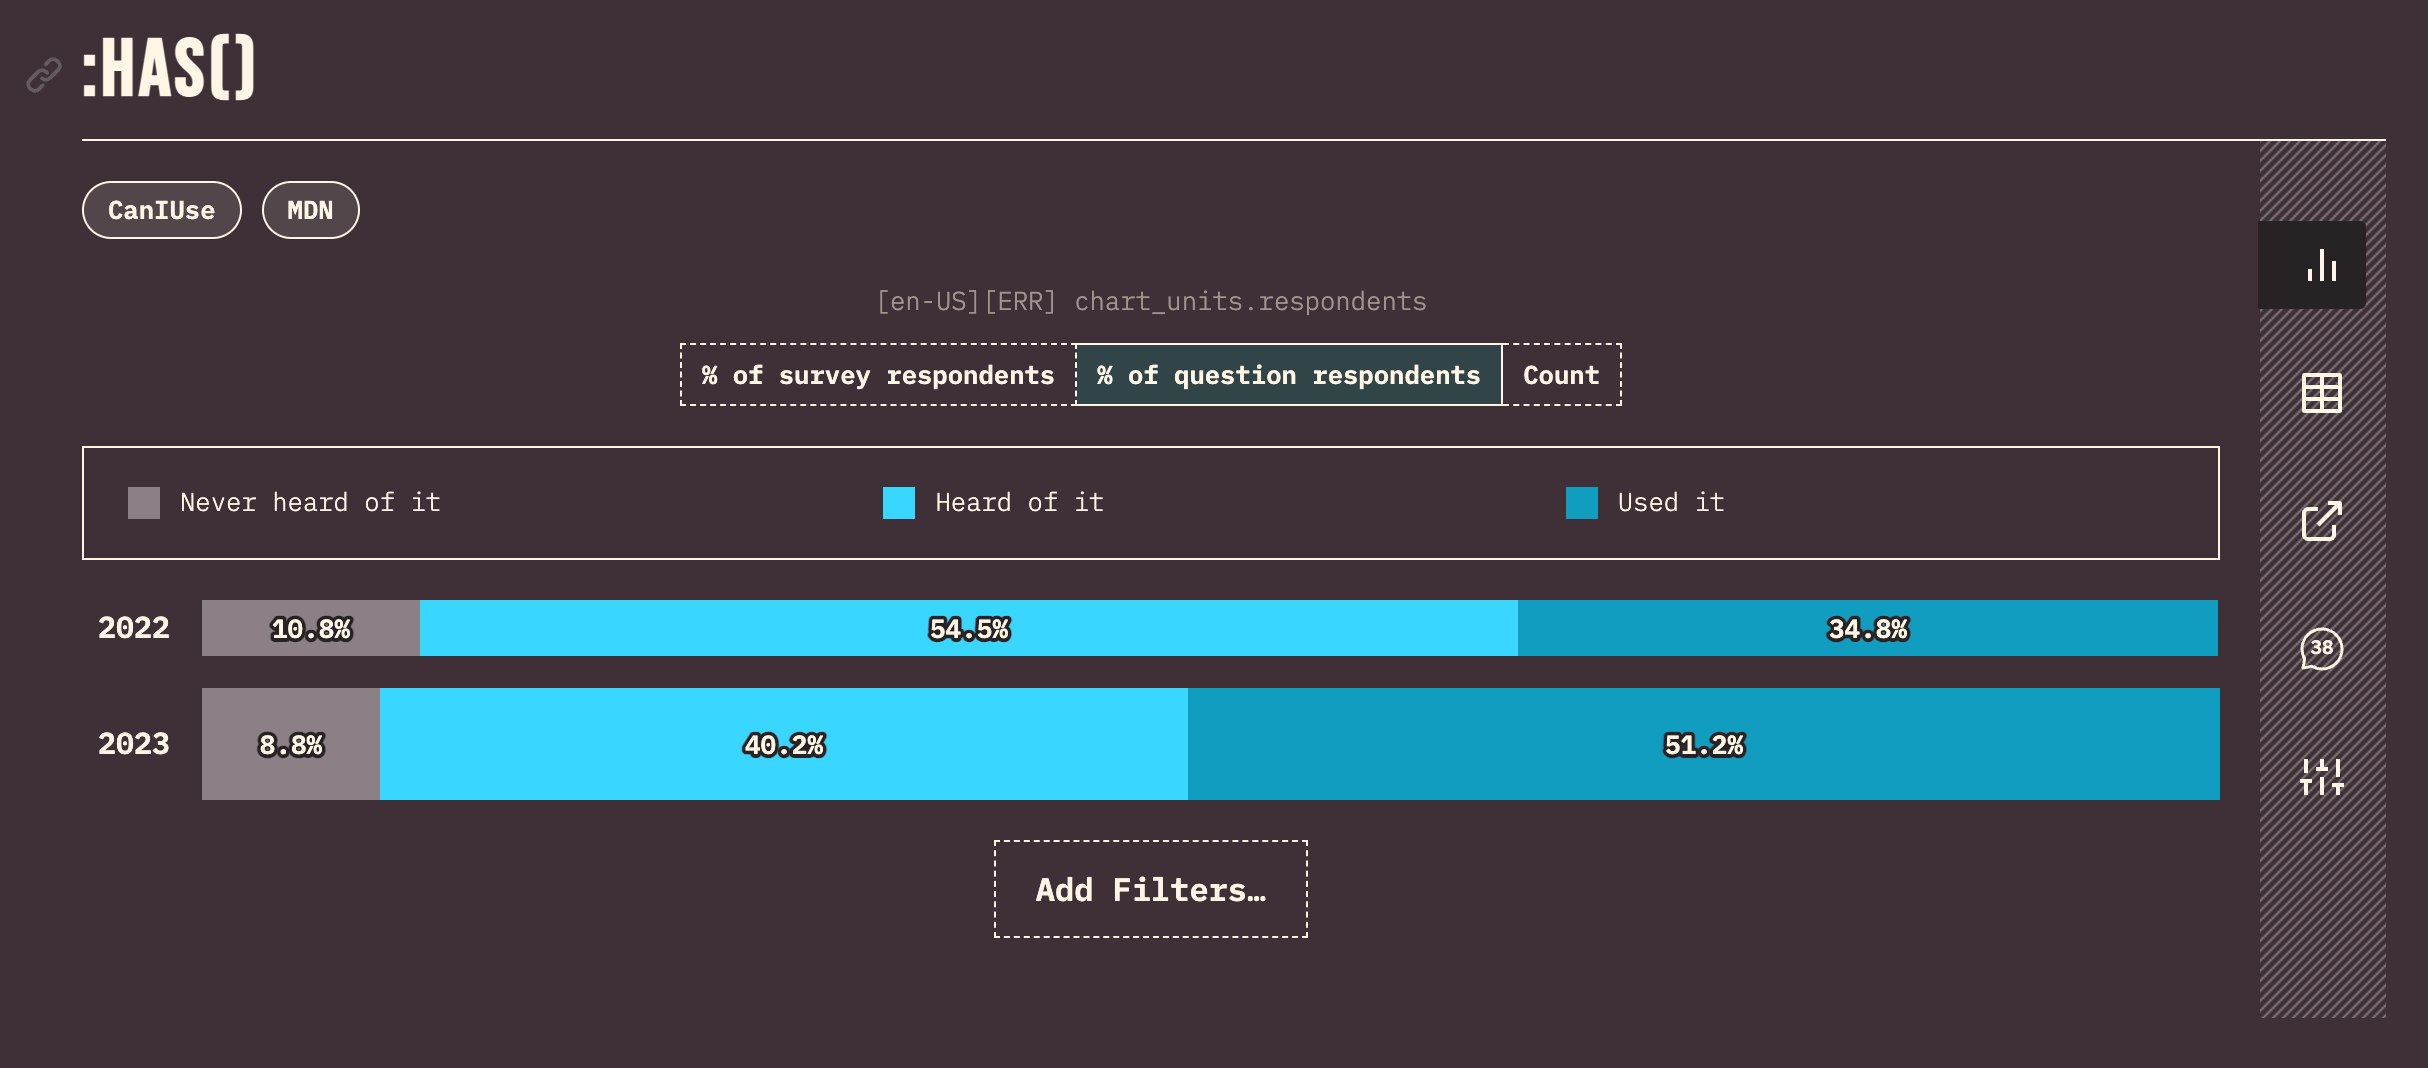 :HAS()
CanIUse MDN
[en-US][ERR] chart_units.respondents
% of survey respondents % of question respondents Count
Never heard of it Heard of it Used it
2022 10.8% 54.5% 34.8%
2023 8.8% 40.2% 51.2%
38
Add Filters…